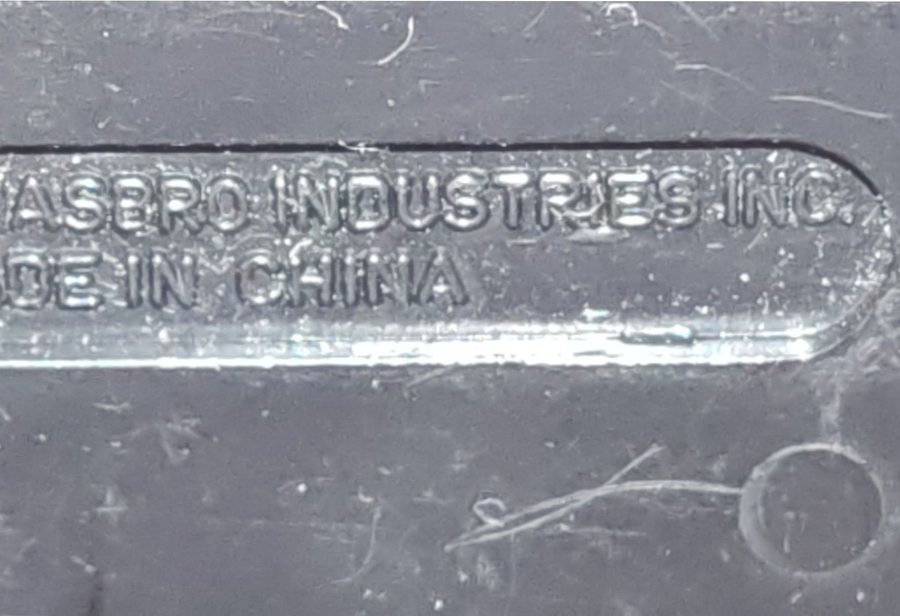 ASBRO INDUSTRIES INC.
DE IN CHINA